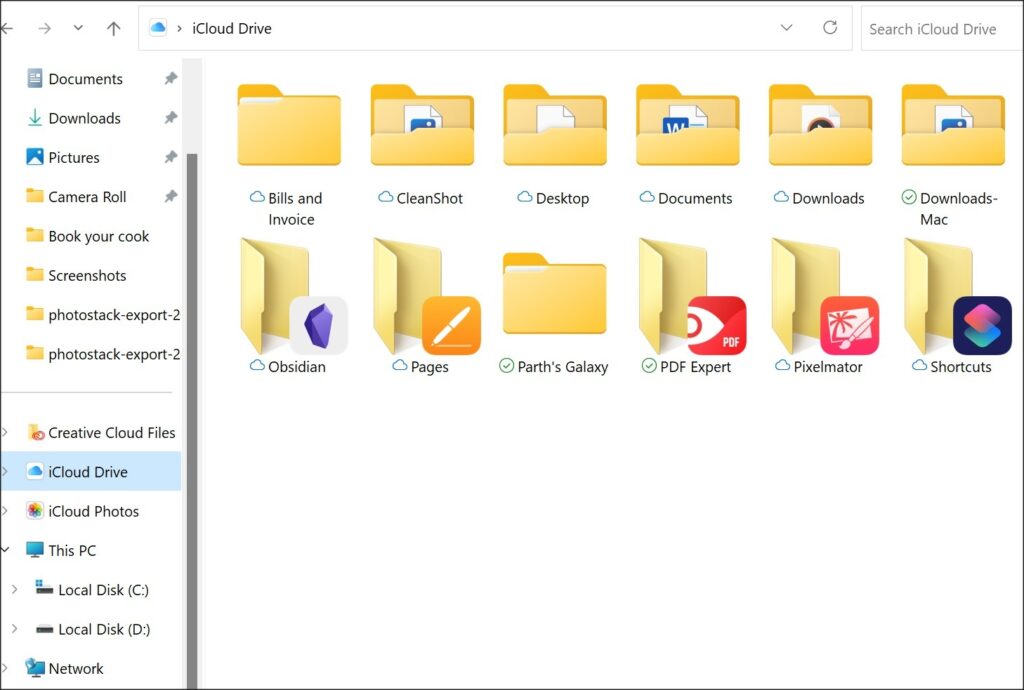 iCloud Drive
Search iCloud Drive
Documents
Downloads
Pictures
Camera Roll
Book your cook
Screenshots
photostack-export-2
photostack-export-2
Creative Cloud Files
iCloud Drive
iCloud Photos
This PC
Local Disk (C:)
Local Disk (D:)
Network
Bills and
Invoice
CleanShot
Desktop
W
Documents
Downloads
Downloads-
Mac
Obsidian
Pages
Parth's Galaxy
PDF
PDF Expert
Pixelmator
Shortcuts